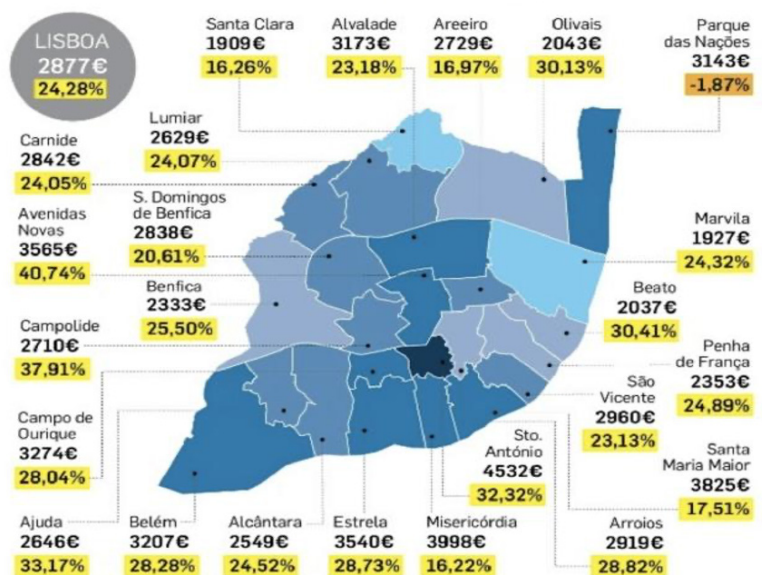 LISBOA
2877€
24,28%
Santa Clara
1909€
16,26%
Alvalade
3173€
23,18%
Areeiro
2729€
16,97%
Olivais
2043€
30,13%
Parque
das Nações
3143€
-1,87%
Lumiar
2629€
24,07%
Carnide
2842€
24,05%
S. Domingos
de Benfica
2838€
20,61%
Avenidas
Novas
3565€
40,74%
Marvila
1927€
24,32%
Benfica
2333€
25,50%
Beato
2037€
30,41%
Campolide
2710€
37,91%
Penha
de França
2353€
24,89%
São
Vicente
2960€
23,13%
Campo de
Ourique
3274€
28,04%
Sto.
António
4532€
32,32%
Santa
Maria Maior
3825€
17,51%
Ajuda
2646€
33,17%
Belém
3207€
28,28%
Alcântara
2549€
24,52%
Estrela
3540€
28,73%
Misericórdia
3998€
16,22%
Arroios
2919€
28,82%